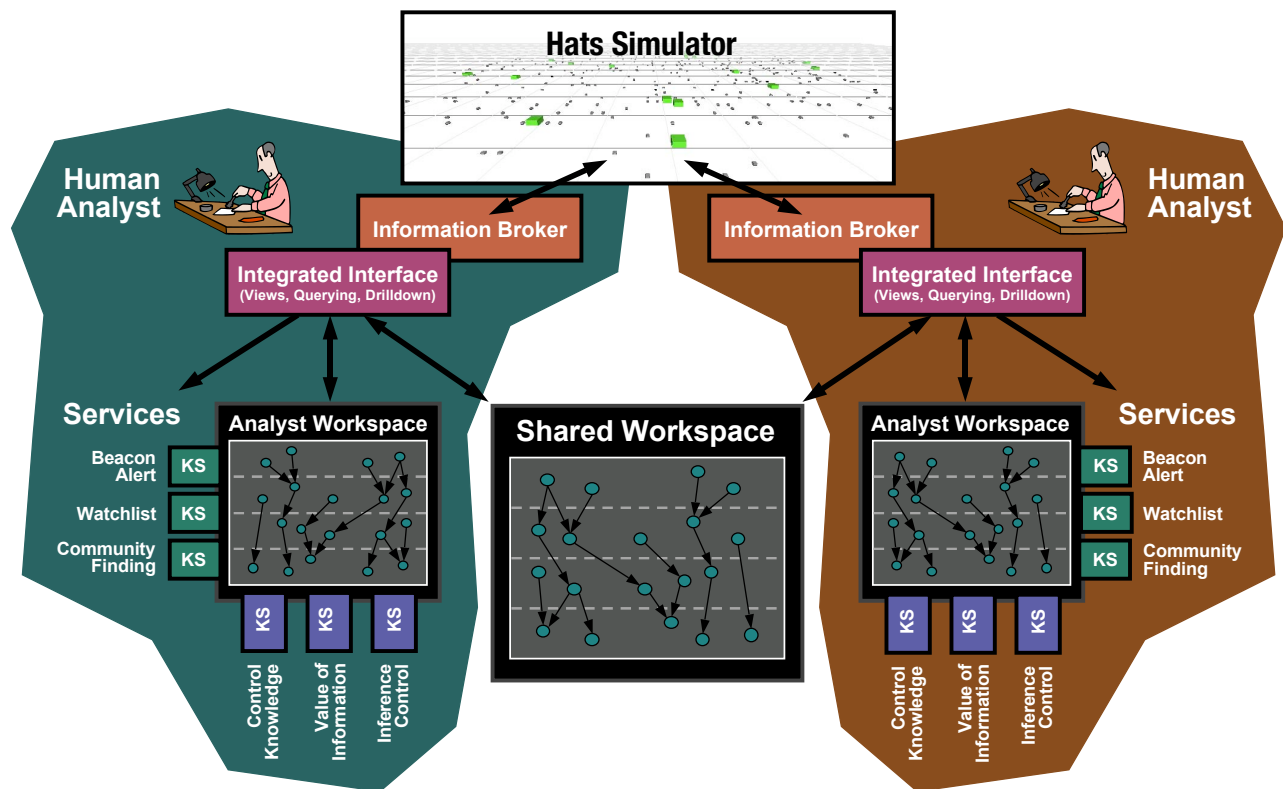 Hats Simulator
Human
Analyst
Human
Analyst
Information Broker
Information Broker
Integrated Interface
(Views, Querying, Drilldown)
Integrated Interface
(Views, Querying, Drilldown)
Services
Analyst Workspace
Shared Workspace
Analyst Workspace
Services
Beacon
Alert
KS
Watchlist
KS
Community
Finding
KS
KS
Beacon
Alert
KS
Watchlist
KS
Community
Finding
KS
KS
KS
Control
Knowledge
Value of
Information
Inference
Control
KS
KS
KS
Control
Knowledge
Value of
Information
Inference
Control